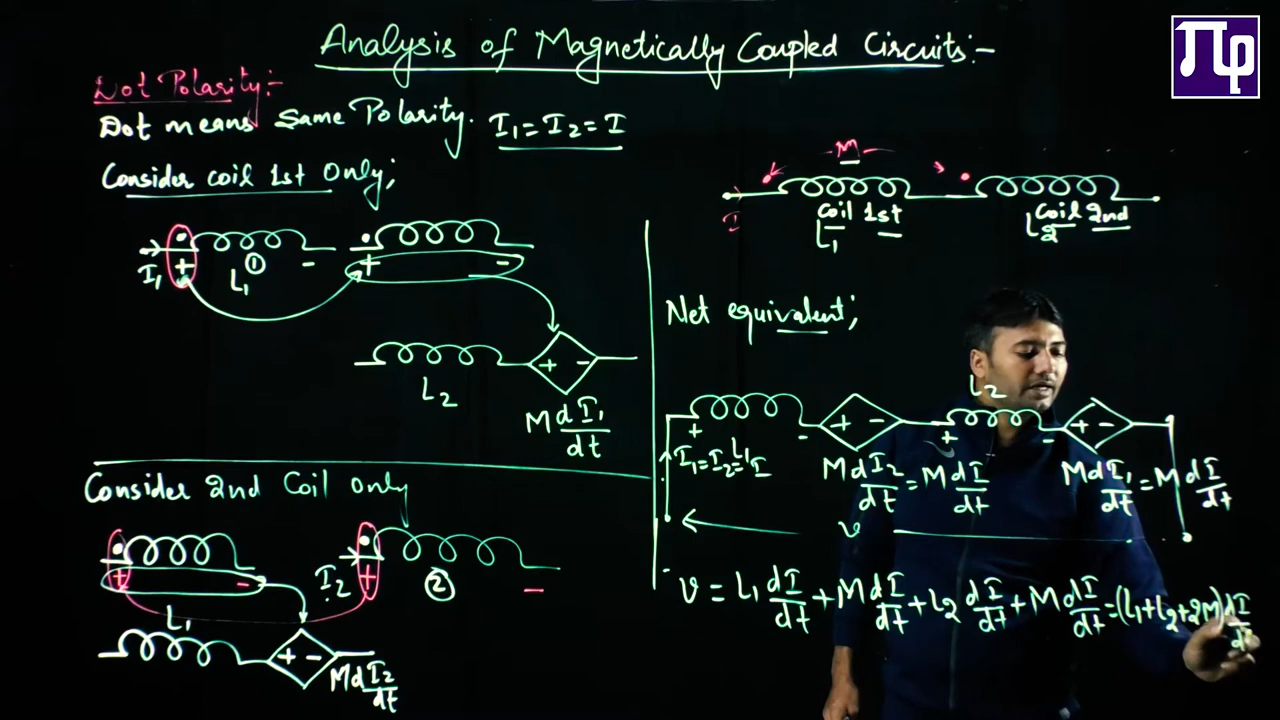 Analysis of Magnetically Coupled Circuits:-
πφ
Dot Polarity:-
Dot means Same Polarity. I₁=I₂=I
Consider coil 1st Only;
M
I
Coil 1st
L₁
Coil 2nd
L₂
I₁
+ -
L₁ ①
+ -
L₂
+ -
M dI₁/dt
Consider 2nd Coil Only
+ -
I₂
+ ② -
L₁
+ -
M dI₂/dt
Net equivalent;
L₂
+ - + - + - + -
I₁=I₂=I
L₁
M dI₂/dt = M dI/dt
M dI₁/dt = M dI/dt
v
v = L₁ dI/dt + M dI/dt + L₂ dI/dt + M dI/dt = (L₁+L₂+2M) dI/dt